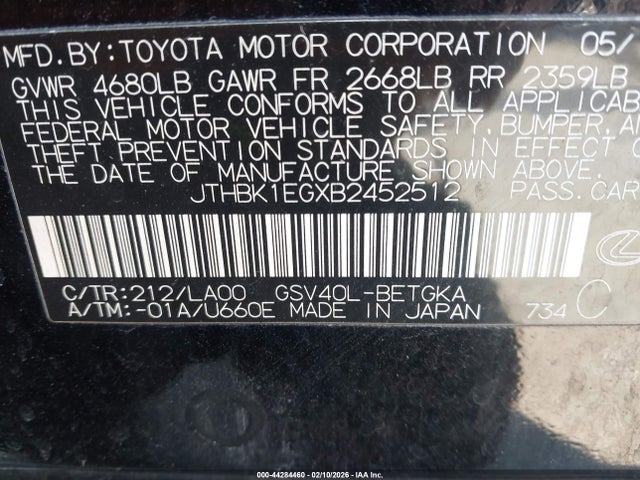 MFD. BY: TOYOTA MOTOR CORPORATION 05/
GVWR 4680LB GAWR FR 2668LB RR 2359LB
THIS VEHICLE CONFORMS TO ALL APPLICAB
FEDERAL MOTOR VEHICLE SAFETY, BUMPER, AN
THEFT PREVENTION STANDARDS IN EFFECT O
THE DATE OF MANUFACTURE SHOWN ABOVE.
JTHBK1EGXB2452512 PASS. CAR
C/TR:212/LA00 GSV40L-BETGKA
A/TM:-01A/U660E MADE IN JAPAN 734 C
000-44284460 - 02/10/2026 - IAA Inc.